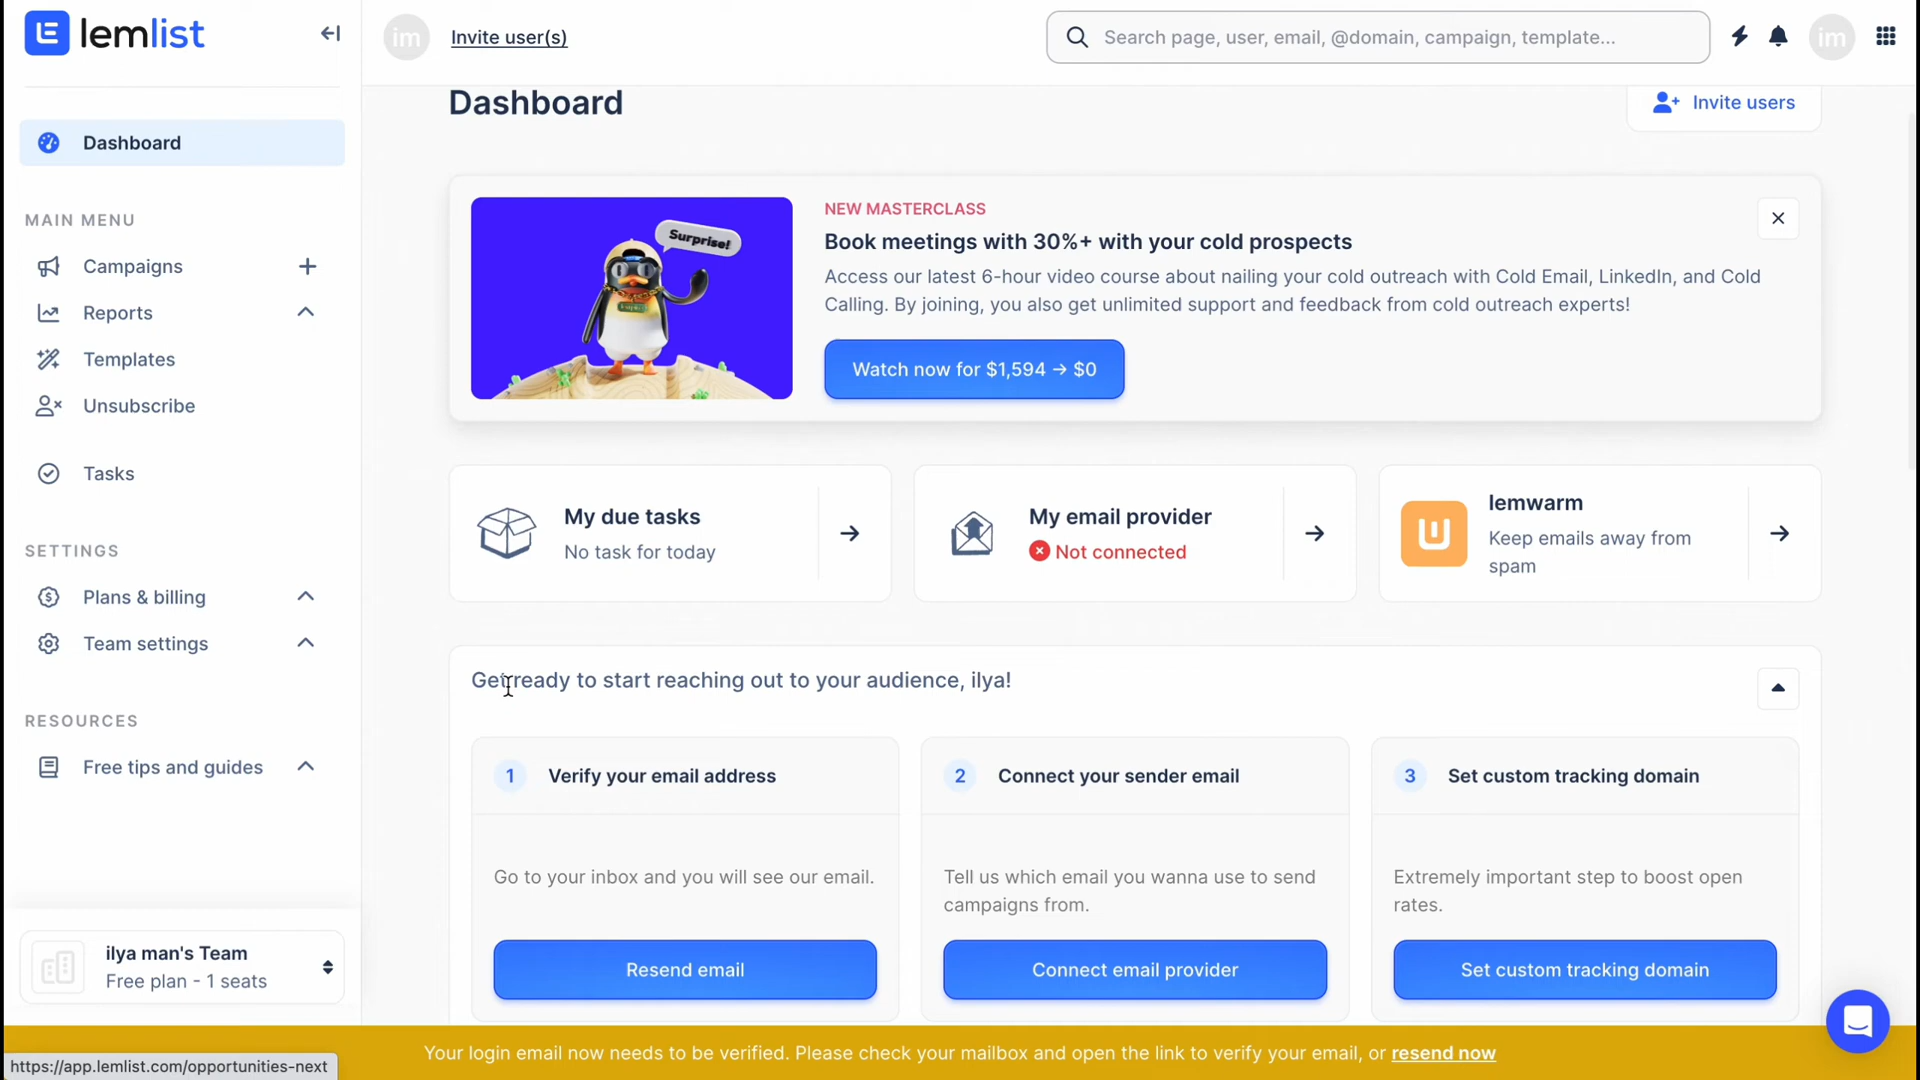 lemlist
im
Invite user(s)
Search page, user, email, @domain, campaign, template...
im
Dashboard
MAIN MENU
Campaigns
Reports
Templates
Unsubscribe
Tasks
SETTINGS
Plans & billing
Team settings
RESOURCES
Free tips and guides
ilya man's Team
Free plan - 1 seats
Dashboard
Invite users
Surprise!
NEW MASTERCLASS
Book meetings with 30%+ with your cold prospects
Access our latest 6-hour video course about nailing your cold outreach with Cold Email, LinkedIn, and Cold
Calling. By joining, you also get unlimited support and feedback from cold outreach experts!
Watch now for $1,594 → $0
My due tasks
No task for today
My email provider
Not connected
lemwarm
Keep emails away from
spam
Get ready to start reaching out to your audience, ilya!
1 Verify your email address
Go to your inbox and you will see our email.
Resend email
2 Connect your sender email
Tell us which email you wanna use to send
campaigns from.
Connect email provider
3 Set custom tracking domain
Extremely important step to boost open
rates.
Set custom tracking domain
Your login email now needs to be verified. Please check your mailbox and open the link to verify your email, or resend now
https://app.lemlist.com/opportunities-next